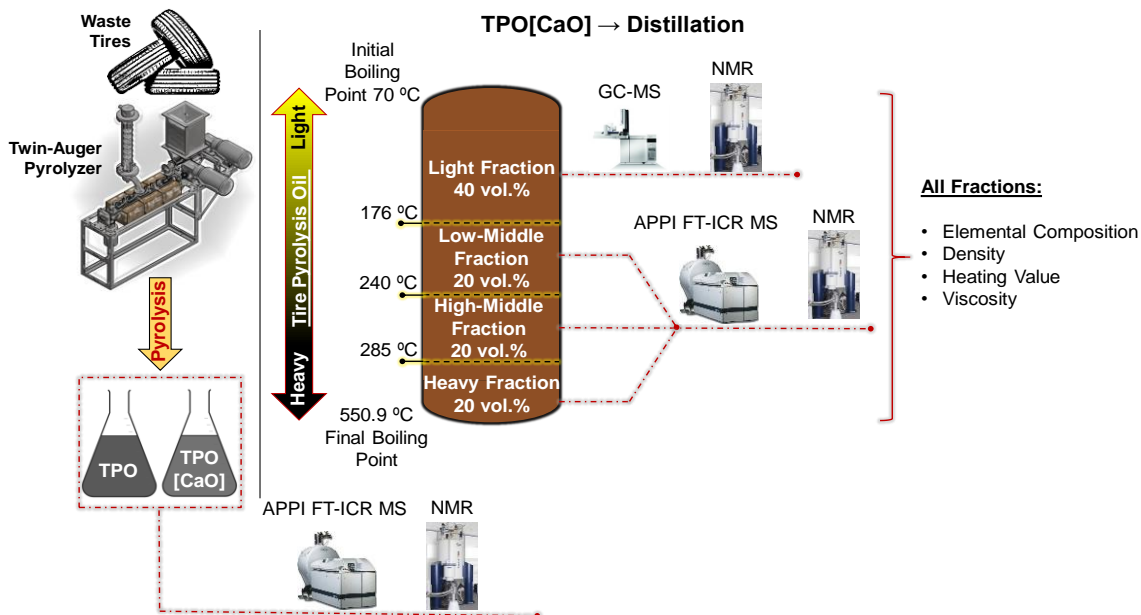 TPO[CaO] → Distillation
Waste
Tires
Twin-Auger
Pyrolyzer
Pyrolysis
TPO
TPO
[CaO]
Initial
Boiling
Point 70 ºC
Light
Tire Pyrolysis Oil
Heavy
176 ºC
240 ºC
285 ºC
550.9 ºC
Final Boiling
Point
Light Fraction
40 vol.%
Low-Middle
Fraction
20 vol.%
High-Middle
Fraction
20 vol.%
Heavy Fraction
20 vol.%
GC-MS
NMR
APPI FT-ICR MS
NMR
All Fractions:
• Elemental Composition
• Density
• Heating Value
• Viscosity
APPI FT-ICR MS
NMR